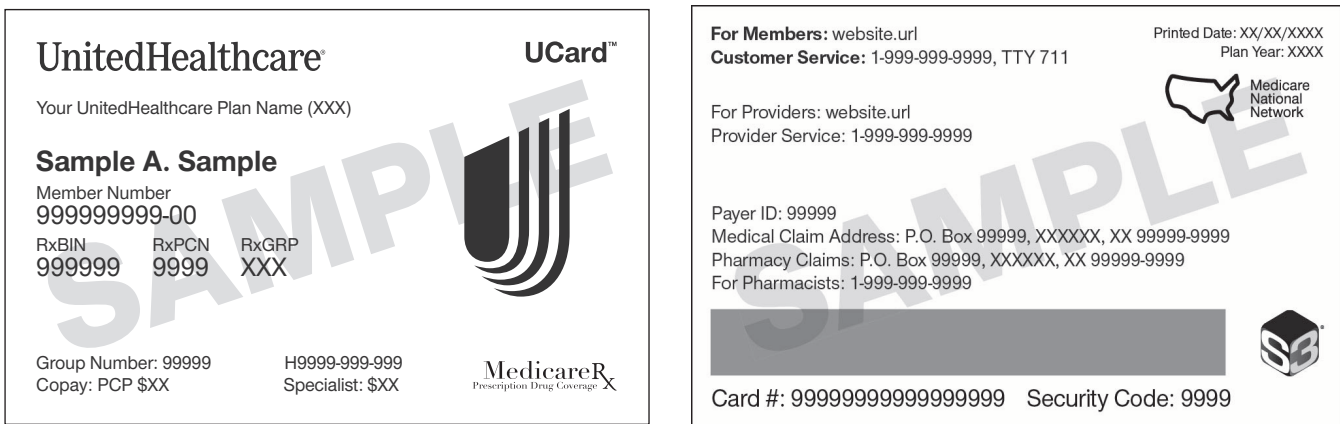 UnitedHealthcare®
UCard™
Your UnitedHealthcare Plan Name (XXX)
Sample A. Sample
Member Number
999999999-00
RxBIN RxPCN RxGRP
999999 9999 XXX
Group Number: 99999 H9999-999-999
Copay: PCP $XX Specialist: $XX
MedicareRx
Prescription Drug Coverage
SAMPLE
For Members: website.url
Customer Service: 1-999-999-9999, TTY 711
Printed Date: XX/XX/XXXX
Plan Year: XXXX
Medicare
National
Network
For Providers: website.url
Provider Service: 1-999-999-9999
Payer ID: 99999
Medical Claim Address: P.O. Box 99999, XXXXXX, XX 99999-9999
Pharmacy Claims: P.O. Box 99999, XXXXXX, XX 99999-9999
For Pharmacists: 1-999-999-9999
S3®
Card #: 99999999999999999 Security Code: 9999
SAMPLE